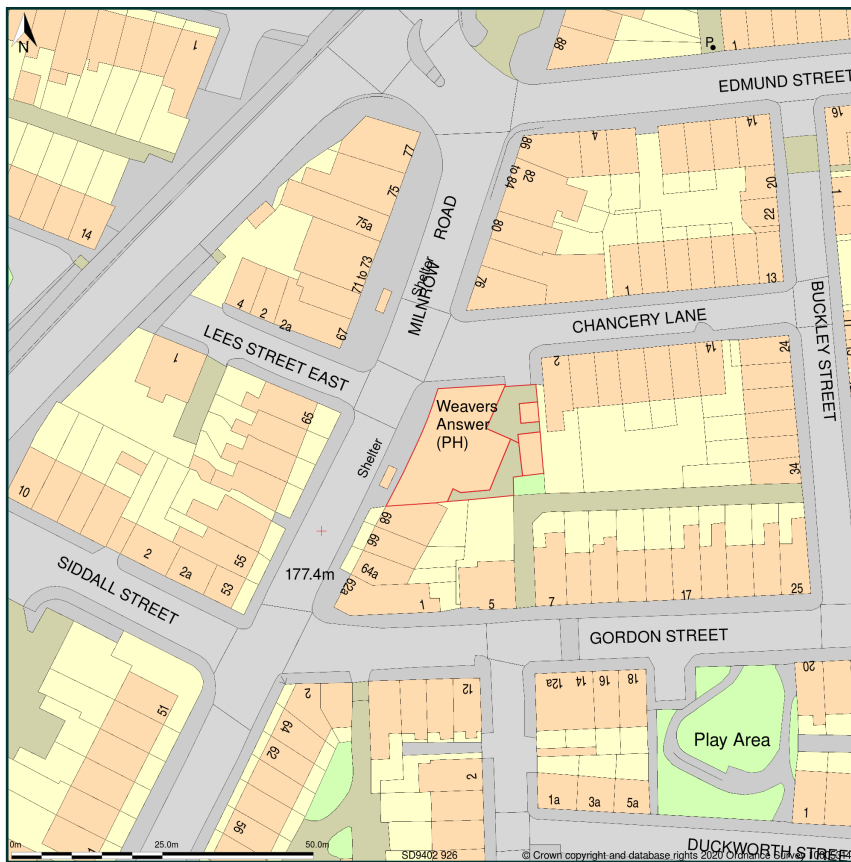 N
1
88
P
1
EDMUND STREET
77
75
75a
71 to 73
67
4
2
2a
14
86
82
to 84
80
76
4
14
20
22
13
1
16
1
MILNROW ROAD
Shelter
CHANCERY LANE
BUCKLEY STREET
LEES STREET EAST
1
65
2
14
24
34
Weavers
Answer
(PH)
Shelter
10
2
2a
53
55
SIDDALL STREET
68
66
64a
62a
177.4m
1
5
7
17
25
GORDON STREET
51
2
64
62
56
12
2
12a
14
16
18
1a
3a
5a
Play Area
20
1
0m
25.0m
50.0m
SD9402 926
DUCKWORTH STREET
© Crown copyright and database rights 2020 Ordnance Survey